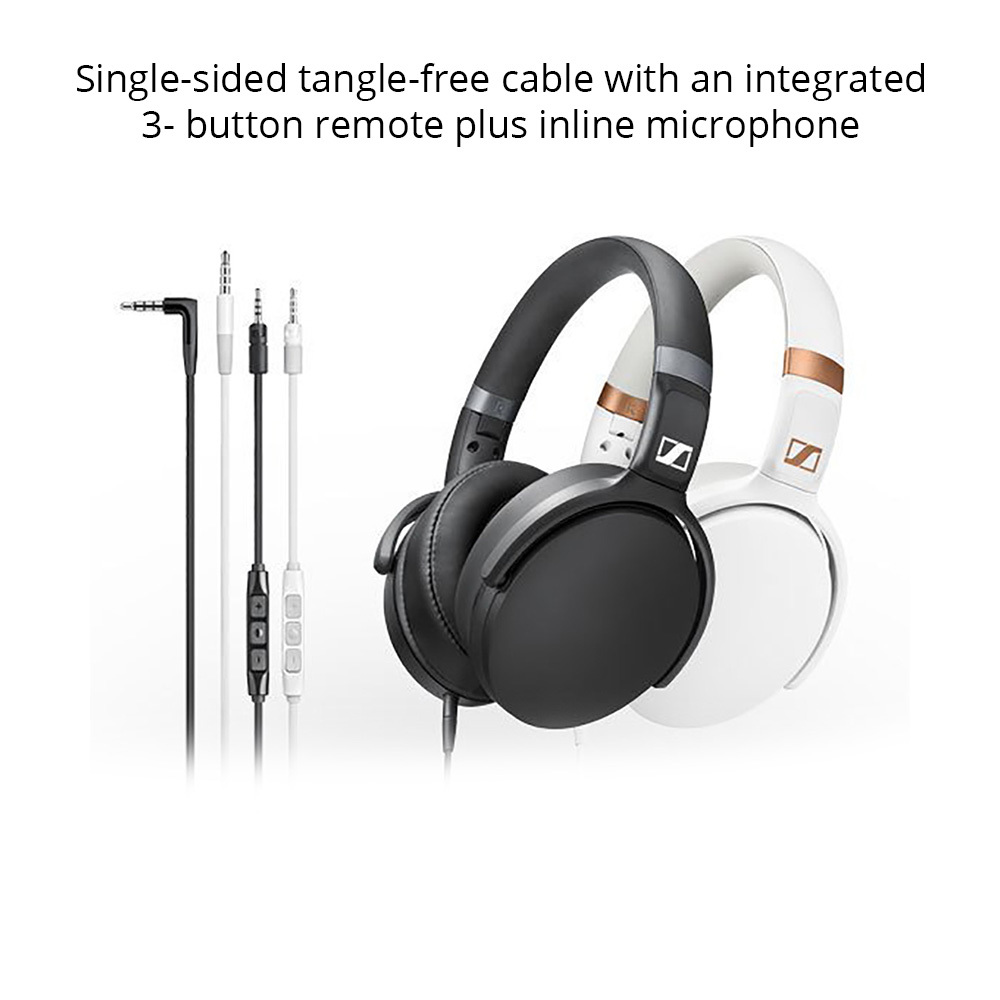 Single-sided tangle-free cable with an integrated
3- button remote plus inline microphone
R